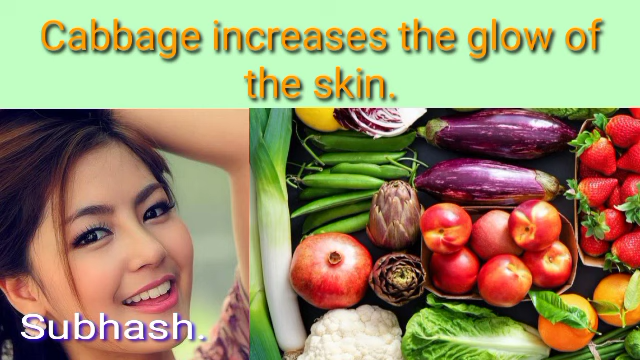 Cabbage increases the glow of
the skin.
Subhash.